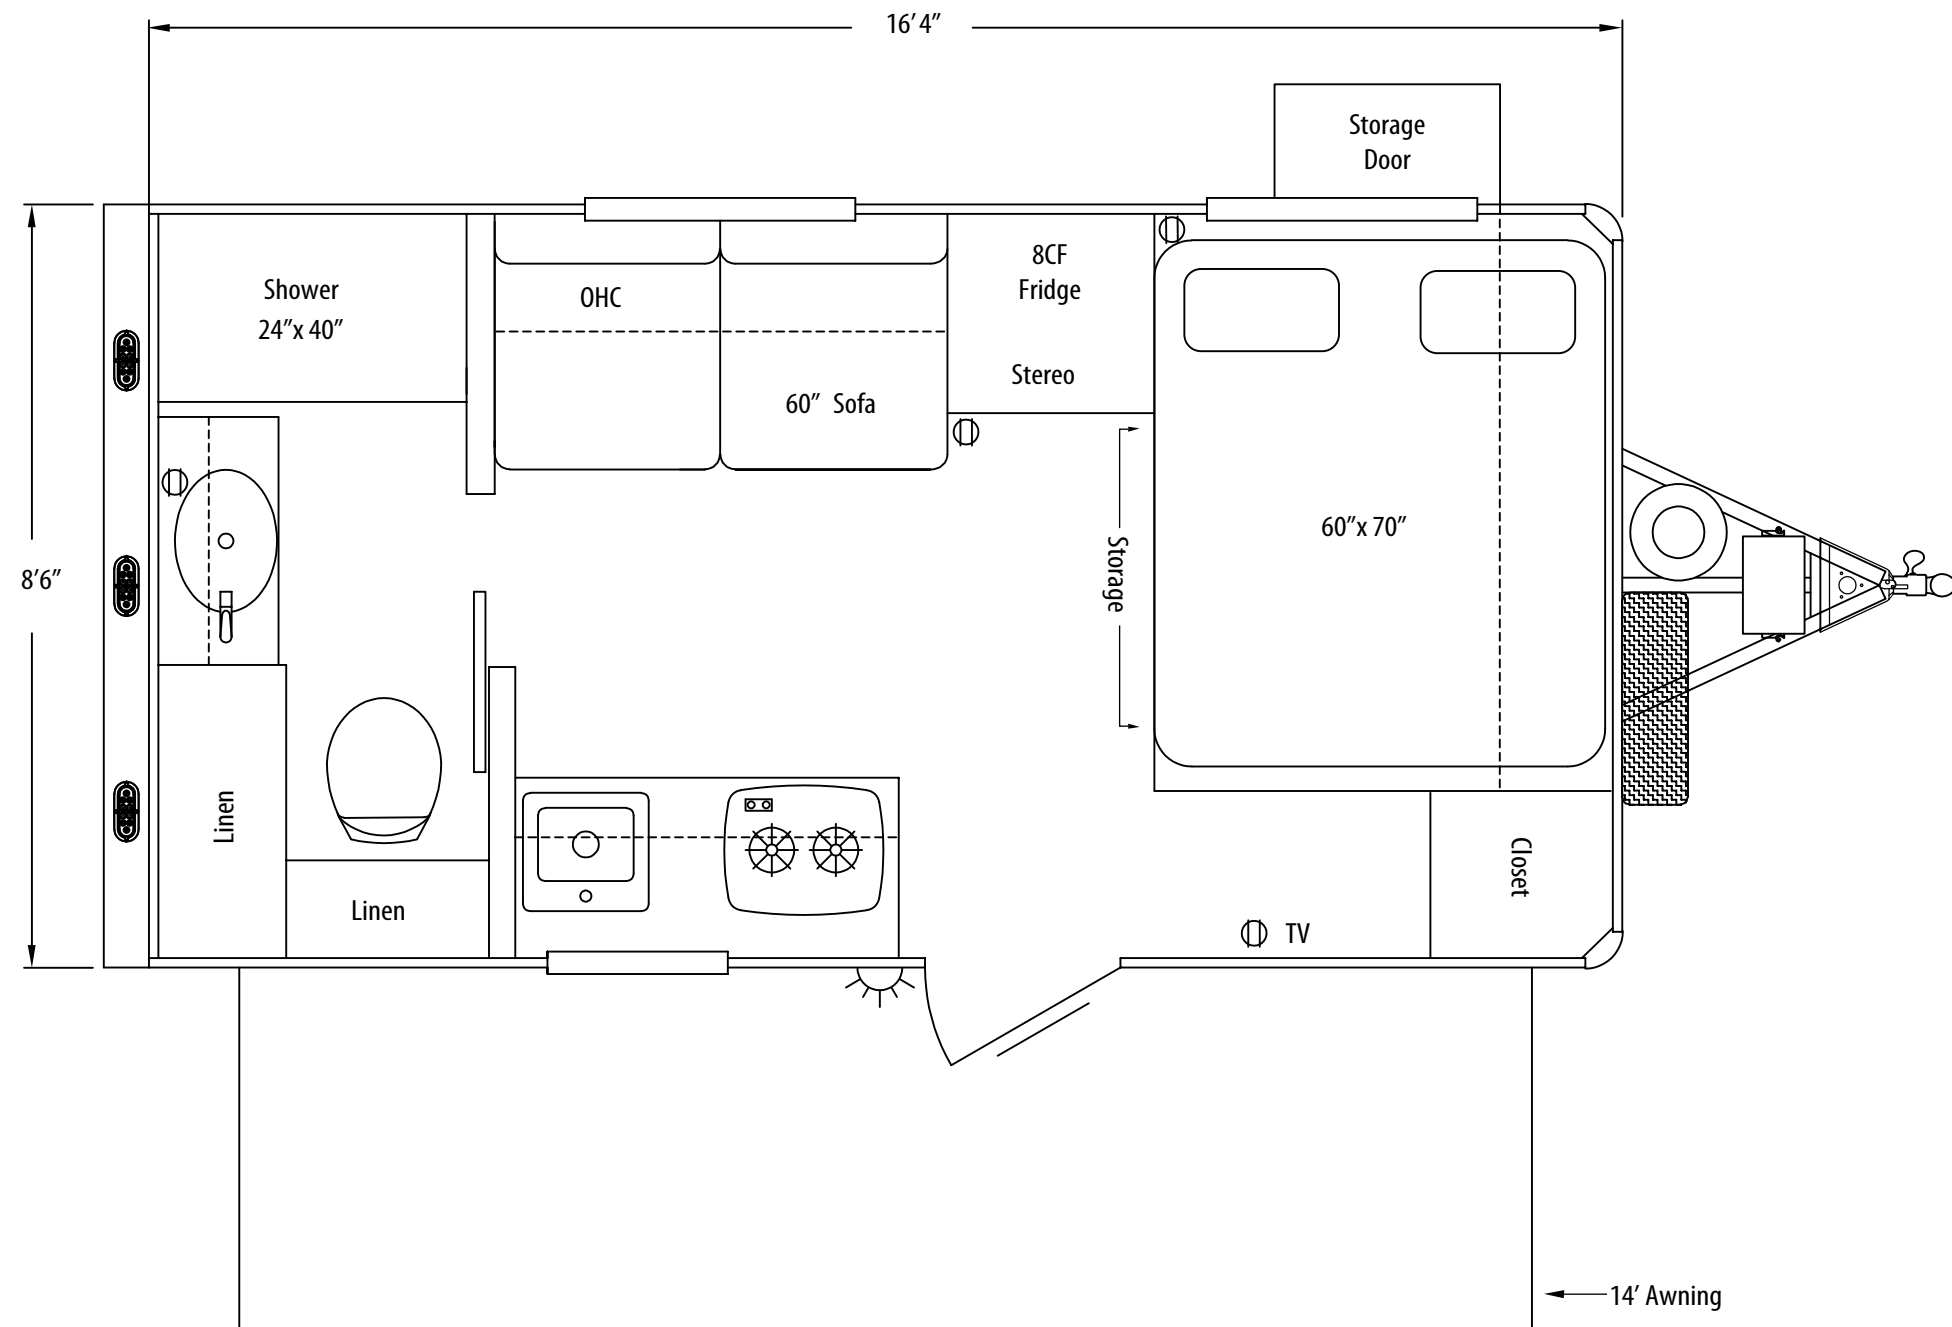 16’4”
Storage
Door
8CF
Fridge
Shower
24”x 40”
OHC
Stereo
60” Sofa
60”x 70”
Storage
8’6”
Linen
Closet
Linen
TV
14’ Awning